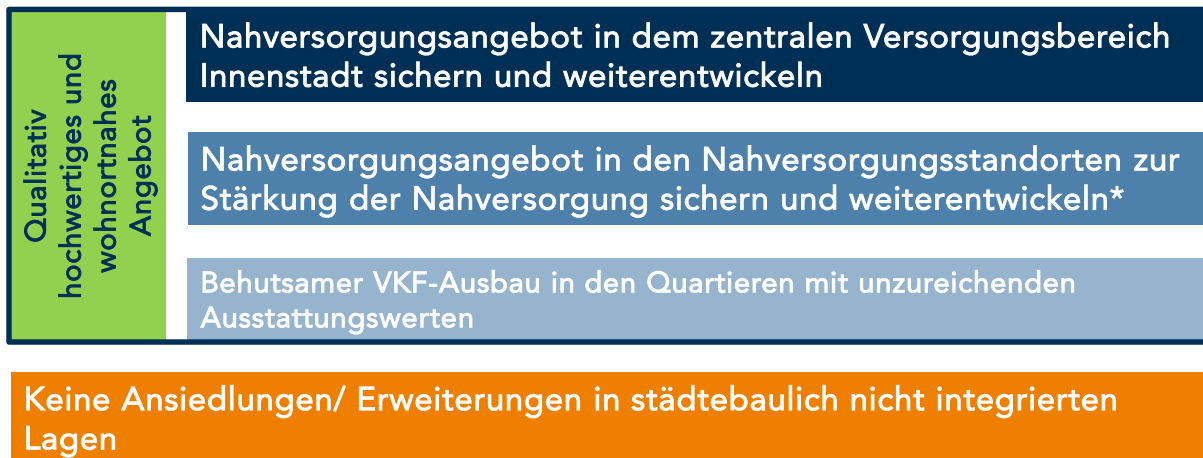 Qualitativ
hochwertiges und
wohnortnahes
Angebot
Nahversorgungsangebot in dem zentralen Versorgungsbereich
Innenstadt sichern und weiterentwickeln
Nahversorgungsangebot in den Nahversorgungsstandorten zur
Stärkung der Nahversorgung sichern und weiterentwickeln*
Behutsamer VKF-Ausbau in den Quartieren mit unzureichenden
Ausstattungswerten
Keine Ansiedlungen/ Erweiterungen in städtebaulich nicht integrierten
Lagen